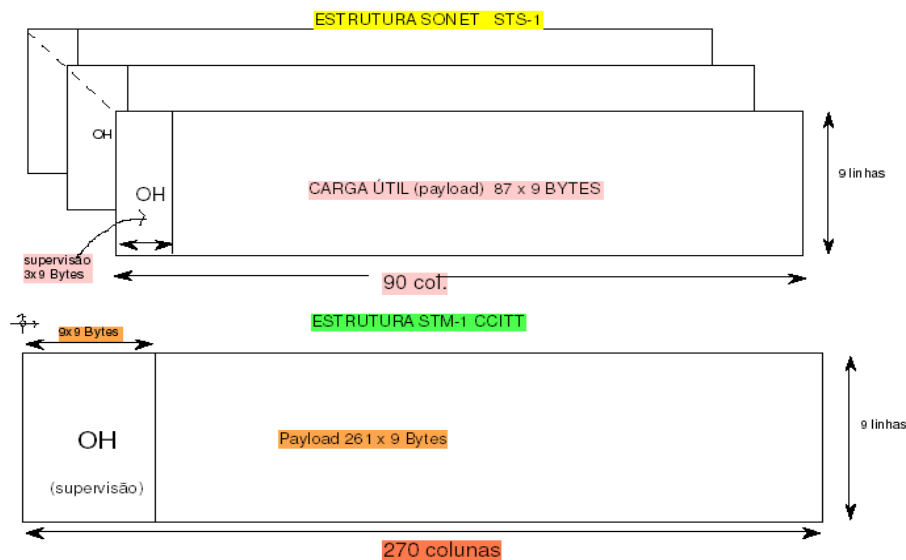 ESTRUTURA SONET STS-1
OH
OH
CARGA ÚTIL (payload) 87 x 9 BYTES
9 linhas
supervisão
3x9 Bytes
90 col.
ESTRUTURA STM-1 CCITT
9x9 Bytes
OH
(supervisão)
Payload 261 x 9 Bytes
9 linhas
270 colunas